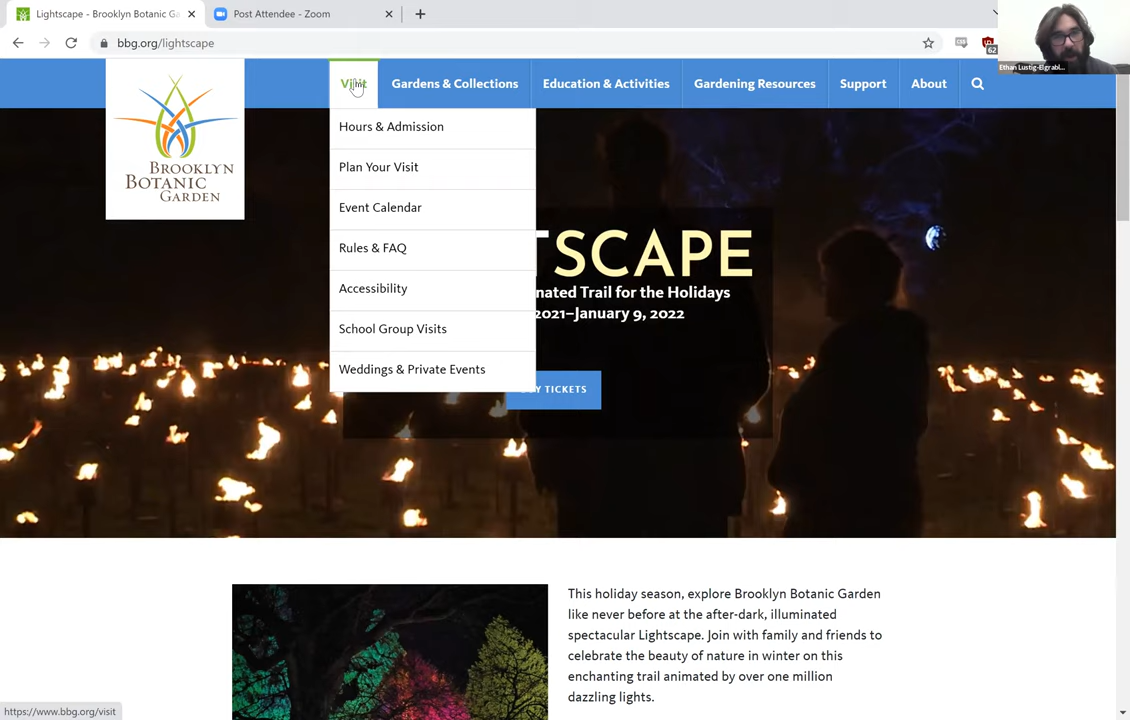 Lightscape - Brooklyn Botanic Ga
Post Attendee - Zoom
bbg.org/lightscape
62
Ethan Lustig-Elgrabl...
Visit
Gardens & Collections
Education & Activities
Gardening Resources
Support
About
BROOKLYN
BOTANIC
GARDEN
Hours & Admission
Plan Your Visit
Event Calendar
Rules & FAQ
Accessibility
School Group Visits
Weddings & Private Events
TSCAPE
nated Trail for the Holidays
2021–January 9, 2022
Y TICKETS
This holiday season, explore Brooklyn Botanic Garden
like never before at the after-dark, illuminated
spectacular Lightscape. Join with family and friends to
celebrate the beauty of nature in winter on this
enchanting trail animated by over one million
dazzling lights.
https://www.bbg.org/visit